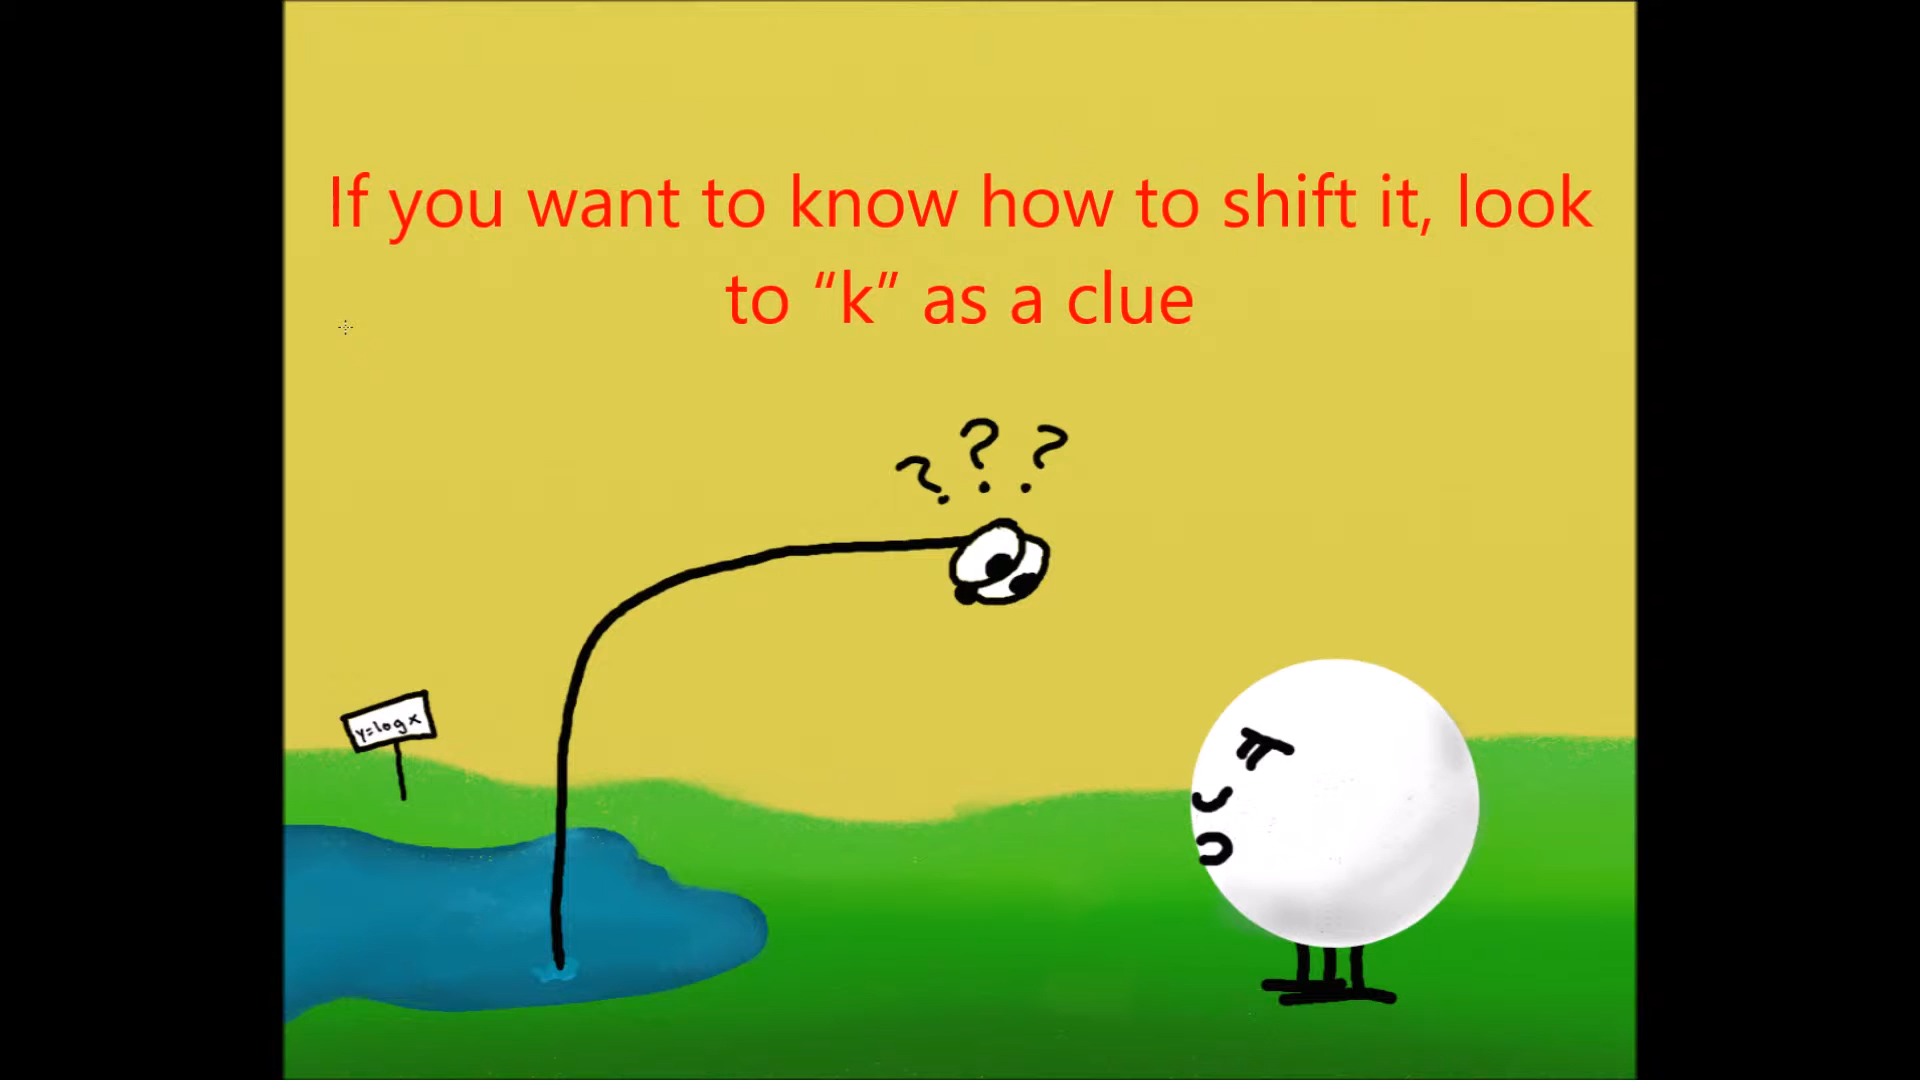 If you want to know how to shift it, look
to “k” as a clue
? ? ?
y=log x